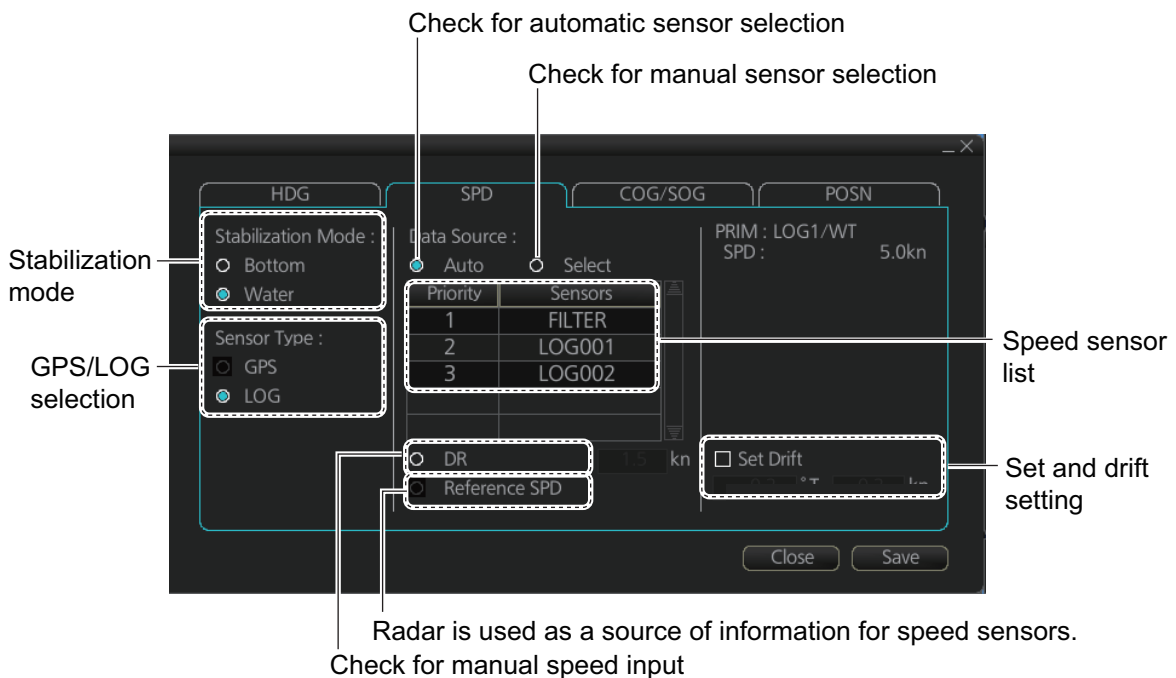 Check for automatic sensor selection
Check for manual sensor selection
HDG
SPD
COG/SOG
POSN
Stabilization Mode :
Bottom
Water
Sensor Type :
GPS
LOG
Data Source :
Auto
Select
Priority Sensors
1 FILTER
2 LOG001
3 LOG002
DR 1.5 kn
Reference SPD
PRIM : LOG1/WT
SPD : 5.0kn
Set Drift
°T
Close
Save
Stabilization
mode
GPS/LOG
selection
Speed sensor
list
Set and drift
setting
Radar is used as a source of information for speed sensors.
Check for manual speed input